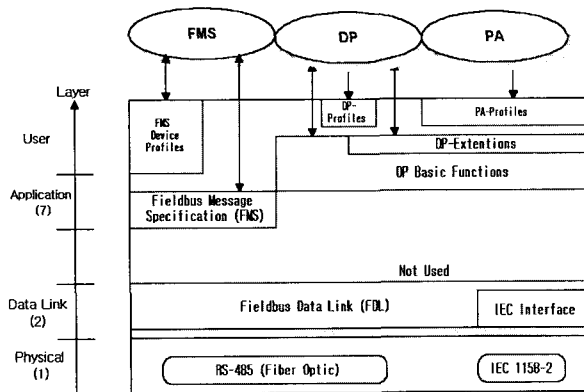 FMS
DP
PA
Layer
FMS
Device
Profiles
DP-
Profiles
PA-Profiles
User
DP-Extentions
DP Basic Functions
Application
(7)
Fieldbus Message
Specification (FMS)
Not Used
Data Link
(2)
Fieldbus Data Link (FDL)
IEC Interface
Physical
(1)
RS-485 (Fiber Optic)
IEC 1158-2